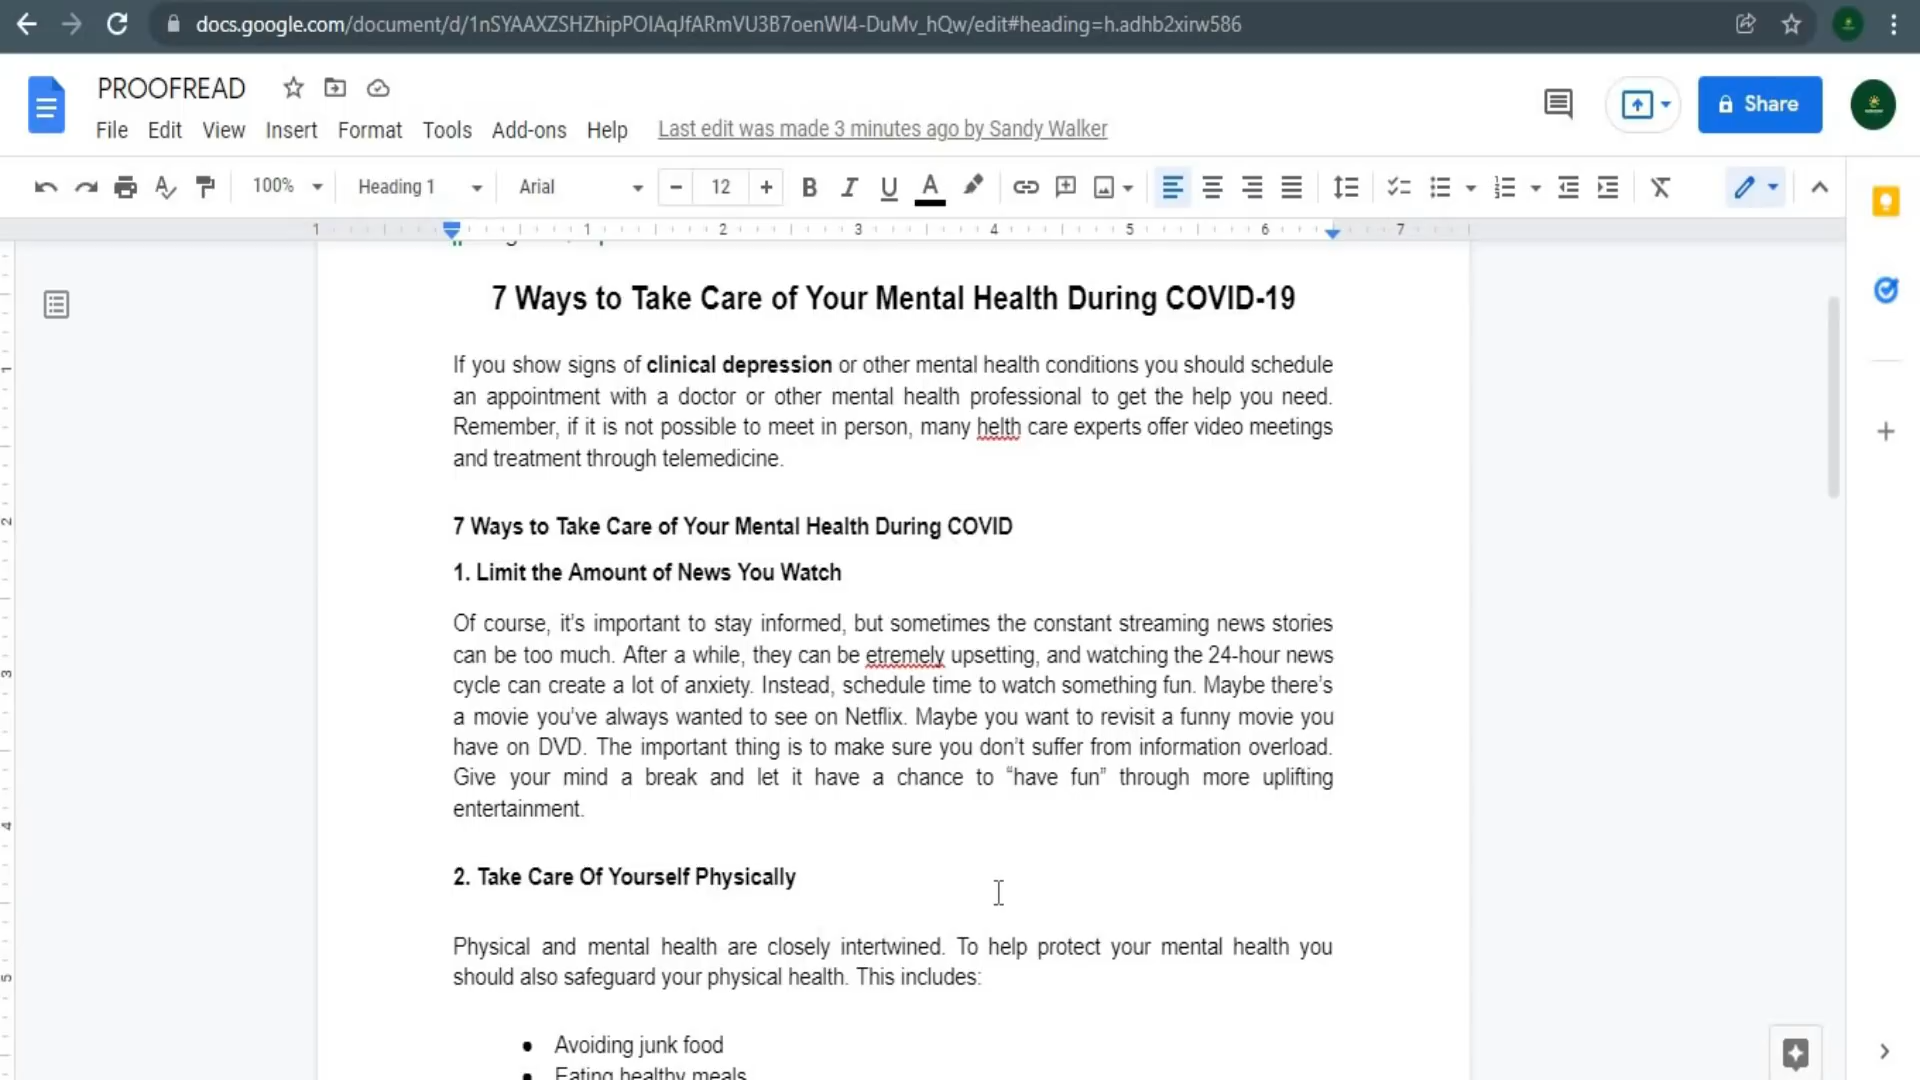 docs.google.com/document/d/1nSYAAXZSHZhipPOIAqJfARmVU3B7oenWI4-DuMv_hQw/edit#heading=h.adhb2xirw586
PROOFREAD
File Edit View Insert Format Tools Add-ons Help Last edit was made 3 minutes ago by Sandy Walker
Share
100% Heading 1 Arial 12
1 1 2 3 4 5 6 7
7 Ways to Take Care of Your Mental Health During COVID-19
If you show signs of clinical depression or other mental health conditions you should schedule
an appointment with a doctor or other mental health professional to get the help you need.
Remember, if it is not possible to meet in person, many helth care experts offer video meetings
and treatment through telemedicine.
7 Ways to Take Care of Your Mental Health During COVID
1. Limit the Amount of News You Watch
Of course, it’s important to stay informed, but sometimes the constant streaming news stories
can be too much. After a while, they can be etremely upsetting, and watching the 24-hour news
cycle can create a lot of anxiety. Instead, schedule time to watch something fun. Maybe there’s
a movie you’ve always wanted to see on Netflix. Maybe you want to revisit a funny movie you
have on DVD. The important thing is to make sure you don’t suffer from information overload.
Give your mind a break and let it have a chance to “have fun” through more uplifting
entertainment.
2. Take Care Of Yourself Physically
Physical and mental health are closely intertwined. To help protect your mental health you
should also safeguard your physical health. This includes:
● Avoiding junk food
● Eating healthy meals